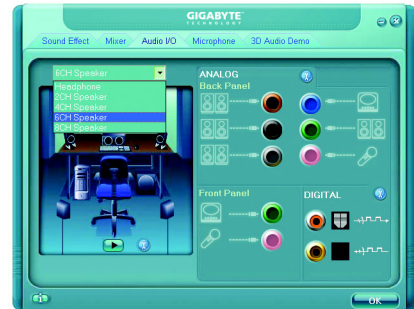 GIGABYTE
TECHNOLOGY
Sound Effect
Mixer
Audio I/O
Microphone
3D Audio Demo
6CH Speaker
Headphone
2CH Speaker
4CH Speaker
6CH Speaker
8CH Speaker
ANALOG
Back Panel
Front Panel
DIGITAL
OK